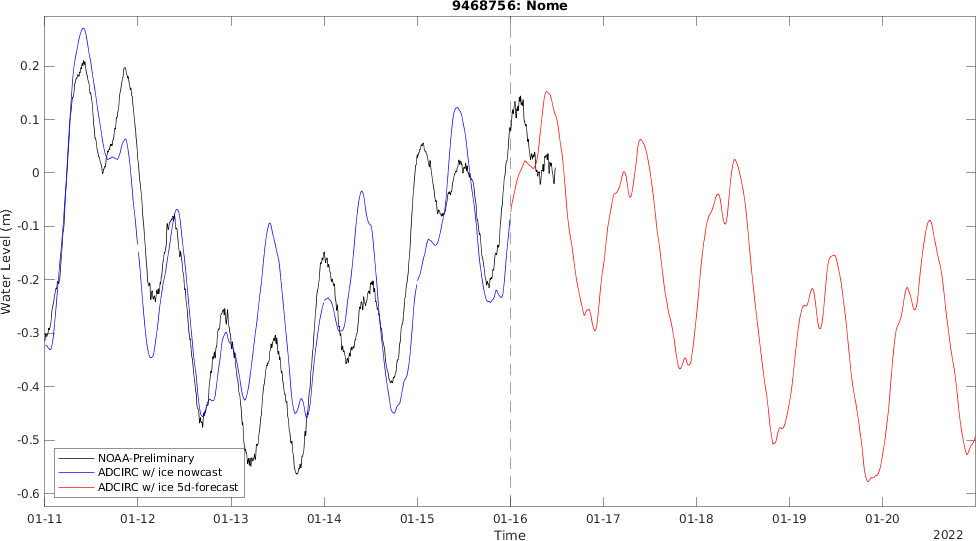 9468756: Nome
0.2
0.1
0
-0.1
-0.2
-0.3
-0.4
-0.5
-0.6
Water Level (m)
NOAA-Preliminary
ADCIRC w/ ice nowcast
ADCIRC w/ ice 5d-forecast
01-11 01-12 01-13 01-14 01-15 01-16 01-17 01-18 01-19 01-20
Time
2022